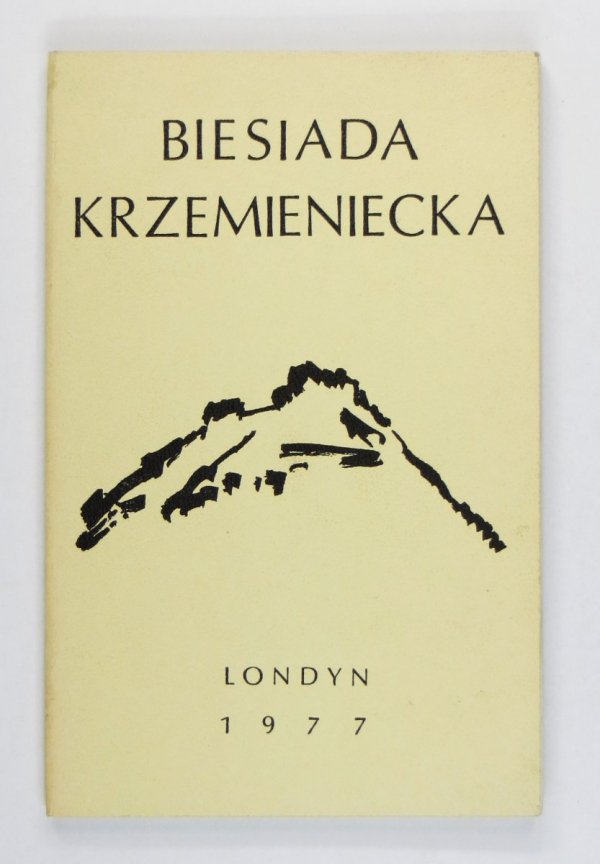 BIESIADA
KRZEMIENIECKA
LONDYN
1977